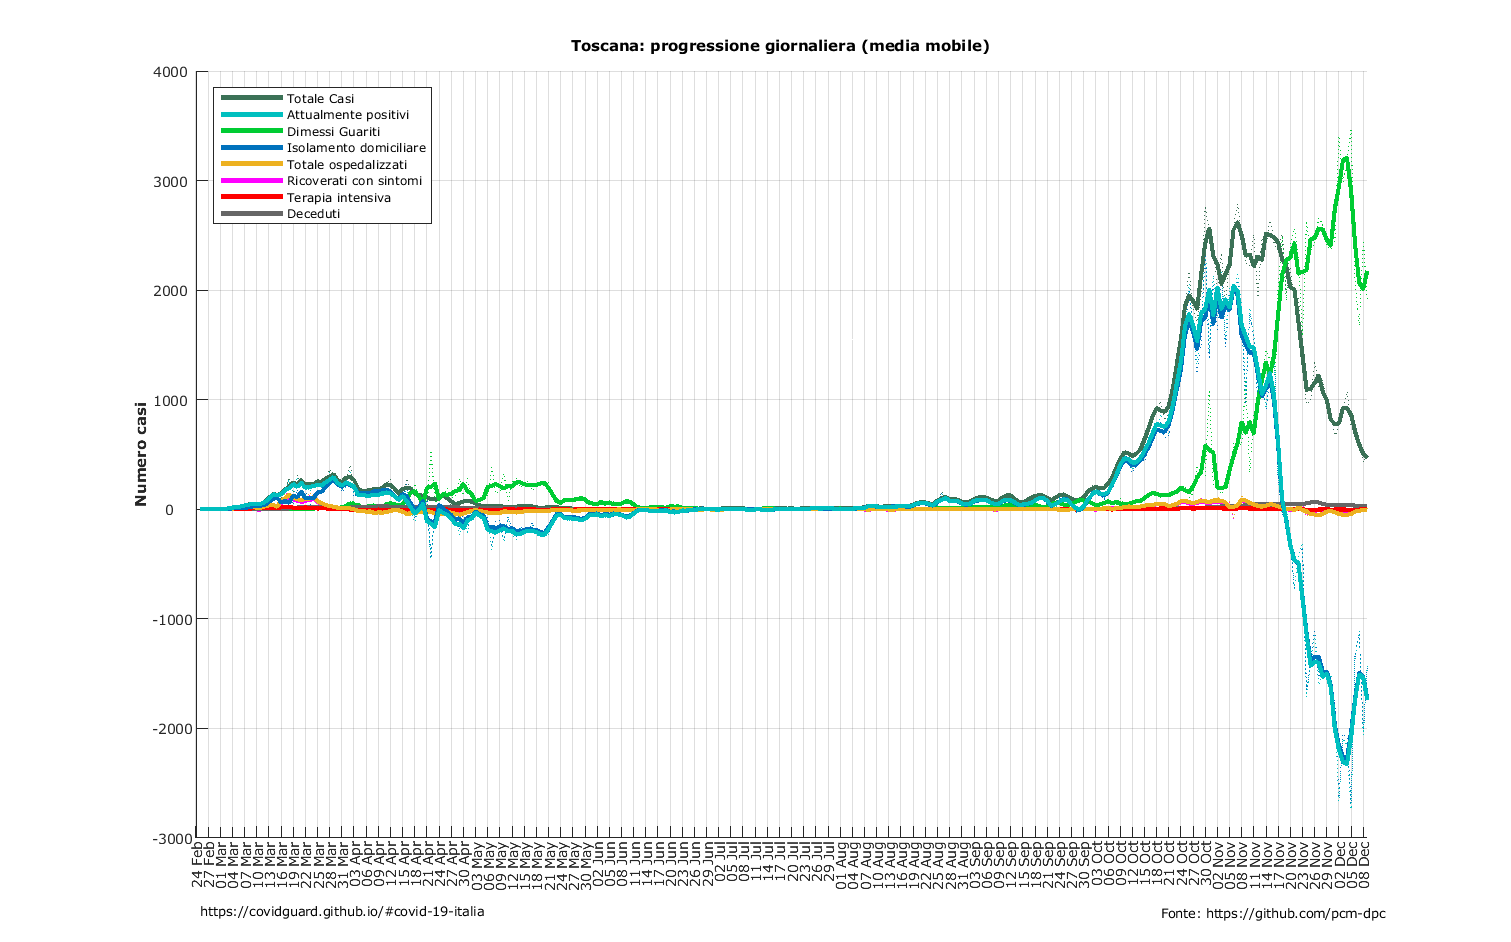 Toscana: progressione giornaliera (media mobile)
Numero casi
4000
3000
2000
1000
0
-1000
-2000
-3000
Totale Casi
Attualmente positivi
Dimessi Guariti
Isolamento domiciliare
Totale ospedalizzati
Ricoverati con sintomi
Terapia intensiva
Deceduti
24 Feb
27 Feb
01 Mar
04 Mar
07 Mar
10 Mar
13 Mar
16 Mar
19 Mar
22 Mar
25 Mar
28 Mar
31 Mar
03 Apr
06 Apr
09 Apr
12 Apr
15 Apr
18 Apr
21 Apr
24 Apr
27 Apr
30 Apr
03 May
06 May
09 May
12 May
15 May
18 May
21 May
24 May
27 May
30 May
02 Jun
05 Jun
08 Jun
11 Jun
14 Jun
17 Jun
20 Jun
23 Jun
26 Jun
29 Jun
02 Jul
05 Jul
08 Jul
11 Jul
14 Jul
17 Jul
20 Jul
23 Jul
26 Jul
29 Jul
01 Aug
04 Aug
07 Aug
10 Aug
13 Aug
16 Aug
19 Aug
22 Aug
25 Aug
28 Aug
31 Aug
03 Sep
06 Sep
09 Sep
12 Sep
15 Sep
18 Sep
21 Sep
24 Sep
27 Sep
30 Sep
03 Oct
06 Oct
09 Oct
12 Oct
15 Oct
18 Oct
21 Oct
24 Oct
27 Oct
30 Oct
02 Nov
05 Nov
08 Nov
11 Nov
14 Nov
17 Nov
20 Nov
23 Nov
26 Nov
29 Nov
02 Dec
05 Dec
08 Dec
https://covidguard.github.io/#covid-19-italia
Fonte: https://github.com/pcm-dpc